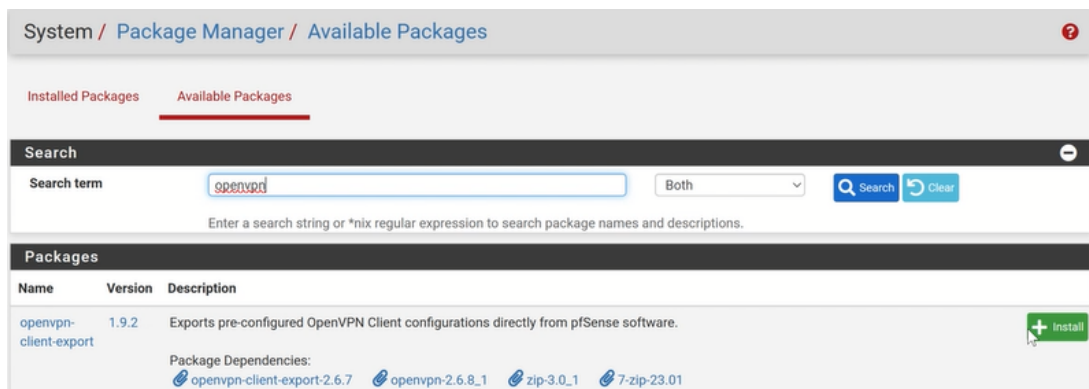 System / Package Manager / Available Packages
Installed Packages Available Packages
Search
Search term openvpn Both Search Clear
Enter a search string or *nix regular expression to search package names and descriptions.
Packages
Name Version Description
openvpn-client-export 1.9.2 Exports pre-configured OpenVPN Client configurations directly from pfSense software. Install
Package Dependencies:
openvpn-client-export-2.6.7 openvpn-2.6.8_1 zip-3.0_1 7-zip-23.01